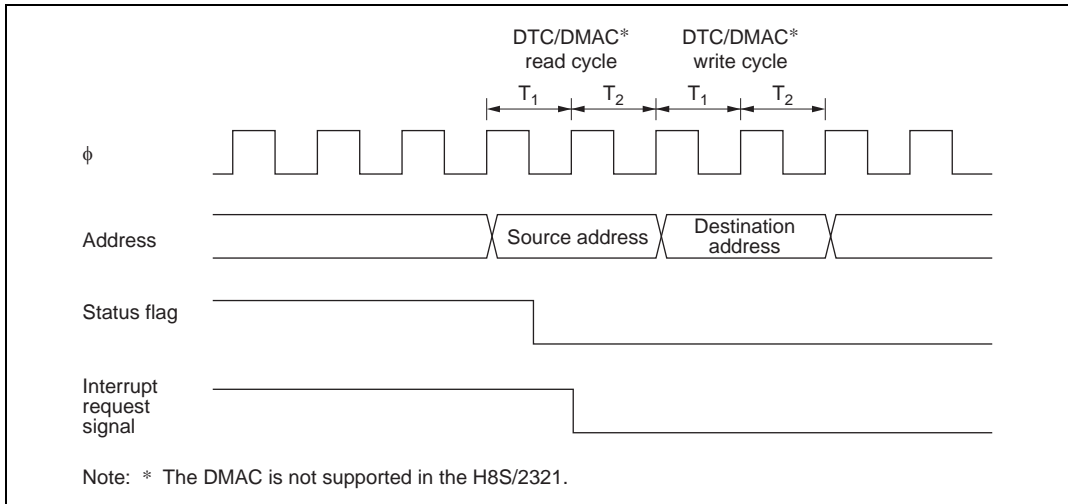 DTC/DMAC* DTC/DMAC*
read cycle write cycle
T1 T2 T1 T2
ϕ
Address
Source address
Destination
address
Status flag
Interrupt
request
signal
Note: * The DMAC is not supported in the H8S/2321.